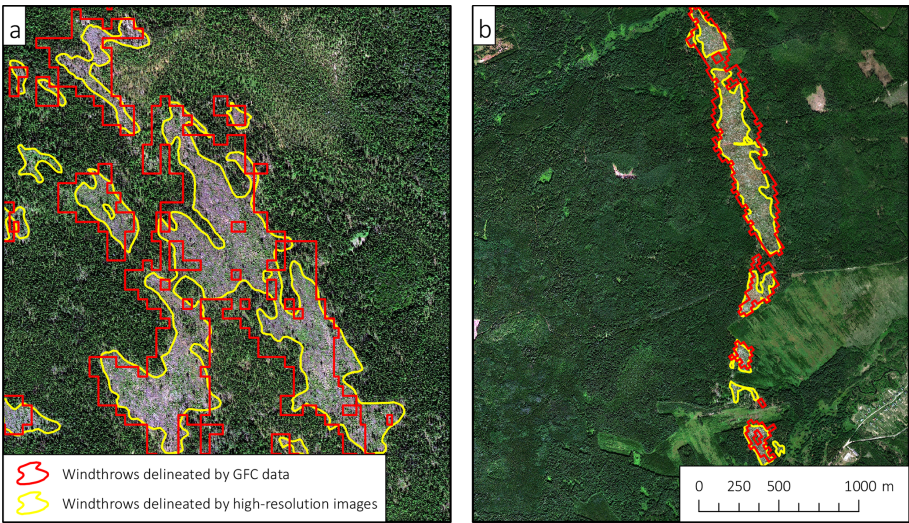 a
b
Windthrows delineated by GFC data
Windthrows delineated by high-resolution images
0 250 500 1000 m